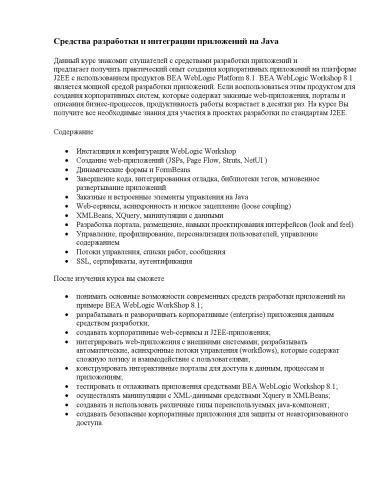 Средства разработки и интеграции приложений на Java
Данный курс знакомит слушателей с средствами разработки приложений и
предлагает получить практический опыт создания корпоративных приложений на платформе
J2EE с использованием продуктов BEA WebLogic Platform 8.1. BEA WebLogic Workshop 8.1
является мощной средой разработки приложений. Если воспользоваться этим продуктом для
создания корпоративных систем, которые содержат заказные web-приложения, порталы и
описания бизнес-процессов, продуктивность работы возрастает в десятки раз. На курсе Вы
получите все необходимые знания для участия в проектах разработки по стандартам J2EE.
Содержание
• Инсталяция и конфигурация WebLogic Workshop
• Создание web-приложений (JSPs, Page Flow, Struts, NetUI )
• Динамические формы и FormBeans
• Завершение кода, интегрированная отладка, библиотеки тегов, мгновенное
развертывание приложений
• Заказные и встроенные элементы управления на Java
• Web-сервисы, асинхронность и низкое зацепление (loose coupling)
• XMLBeans, XQuery, манипуляции с данными
• Разработка портала, размещение, навыки проектирования интерфейсов (look and feel)
• Управление, профилирование, персонализация пользователей, управление
содержанием
• Потоки управления, списки работ, сообщения
• SSL, сертификаты, аутентификация
После изучения курса вы сможете
• понимать основные возможности современных средств разработки приложений на
примере BEA WebLogic WorkShop 8.1;
• разрабатывать и разворачивать корпоративные (enterprise) приложения данным
средством разработки;
• создавать корпоративные web-сервисы и J2EE-приложения;
• интегрировать web-приложения с внешними системами, разрабатывать
автоматические, асинхронные потоки управления (workflows), которые содержат
сложную логику и взаимодействие с пользователями;
• конструировать интерактивные порталы для доступа к данным, процессам и
приложениям;
• тестировать и отлаживать приложения средствами BEA WebLogic Workshop 8.1;
• осуществлять манипуляции с XML-данными средствами Xquery и XMLBeans;
• создавать и использовать различные типы переиспользуемых java-компонент;
• создавать безопасные корпоративные приложения для защиты от неавторизованного
доступа.